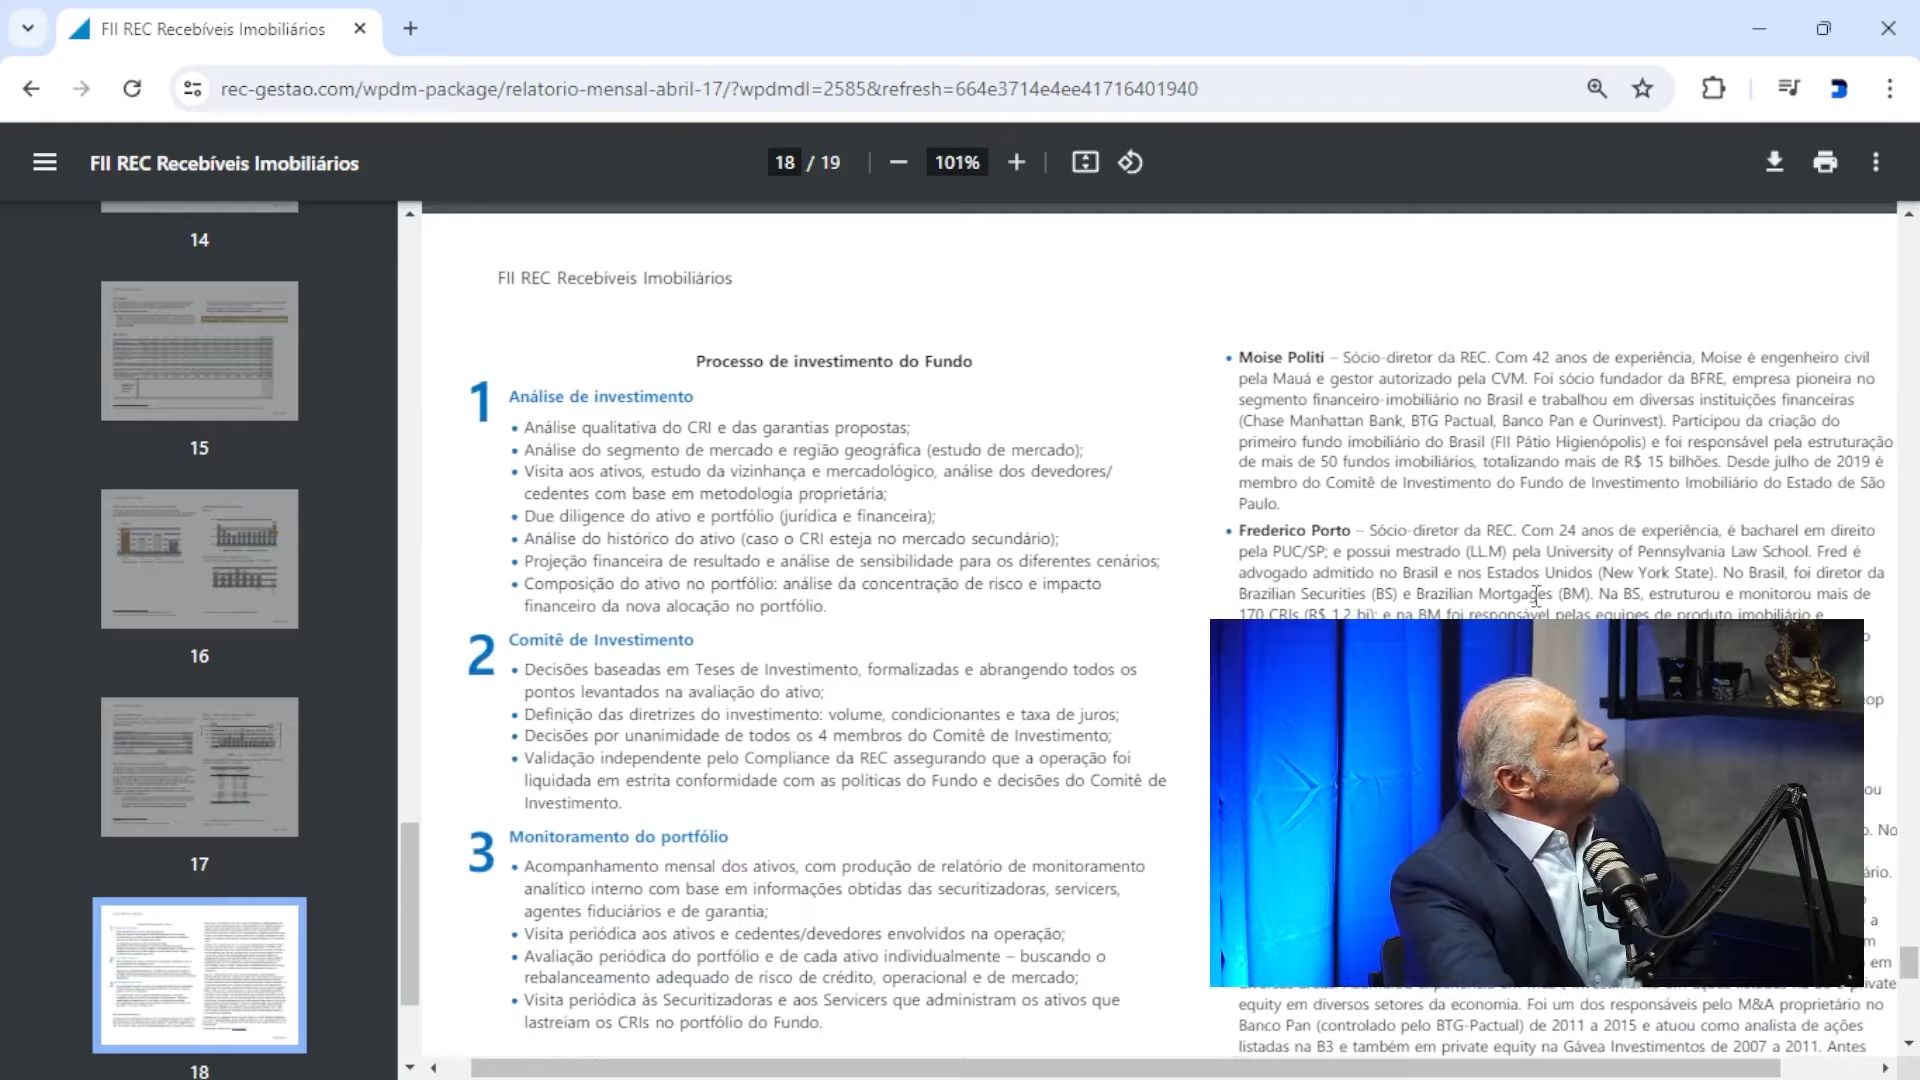 FII REC Recebíveis Imobiliários
rec-gestao.com/wpdm-package/relatorio-mensal-abril-17/?wpdmdl=2585&refresh=664e3714e4ee41716401940
FII REC Recebíveis Imobiliários
18 / 19
101%
14
15
16
17
18
FII REC Recebíveis Imobiliários
Processo de investimento do Fundo
1 Análise de investimento
• Análise qualitativa do CRI e das garantias propostas;
• Análise do segmento de mercado e região geográfica (estudo de mercado);
• Visita aos ativos, estudo da vizinhança e mercadológico, análise dos devedores/
cedentes com base em metodologia proprietária;
• Due diligence do ativo e portfólio (jurídica e financeira);
• Análise do histórico do ativo (caso o CRI esteja no mercado secundário);
• Projeção financeira de resultado e análise de sensibilidade para os diferentes cenários;
• Composição do ativo no portfólio: análise da concentração de risco e impacto
financeiro da nova alocação no portfólio.
2 Comitê de Investimento
• Decisões baseadas em Teses de Investimento, formalizadas e abrangendo todos os
pontos levantados na avaliação do ativo;
• Definição das diretrizes do investimento: volume, condicionantes e taxa de juros;
• Decisões por unanimidade de todos os 4 membros do Comitê de Investimento;
• Validação independente pelo Compliance da REC assegurando que a operação foi
liquidada em estrita conformidade com as políticas do Fundo e decisões do Comitê de
Investimento.
3 Monitoramento do portfólio
• Acompanhamento mensal dos ativos, com produção de relatório de monitoramento
analítico interno com base em informações obtidas das securitizadoras, servicers,
agentes fiduciários e de garantia;
• Visita periódica aos ativos e cedentes/devedores envolvidos na operação;
• Avaliação periódica do portfólio e de cada ativo individualmente – buscando o
rebalanceamento adequado de risco de crédito, operacional e de mercado;
• Visita periódica às Securitizadoras e aos Servicers que administram os ativos que
lastreiam os CRIs no portfólio do Fundo.
• Moise Politi – Sócio-diretor da REC. Com 42 anos de experiência, Moise é engenheiro civil
pela Mauá e gestor autorizado pela CVM. Foi sócio fundador da BFRE, empresa pioneira no
segmento financeiro-imobiliário no Brasil e trabalhou em diversas instituições financeiras
(Chase Manhattan Bank, BTG Pactual, Banco Pan e Ourinvest). Participou da criação do
primeiro fundo imobiliário do Brasil (FII Pátio Higienópolis) e foi responsável pela estruturação
de mais de 50 fundos imobiliários, totalizando mais de R$ 15 bilhões. Desde julho de 2019 é
membro do Comitê de Investimento do Fundo de Investimento Imobiliário do Estado de São
Paulo.
• Frederico Porto – Sócio-diretor da REC. Com 24 anos de experiência, é bacharel em direito
pela PUC/SP; e possui mestrado (LL.M) pela University of Pennsylvania Law School. Fred é
advogado admitido no Brasil e nos Estados Unidos (New York State). No Brasil, foi diretor da
Brazilian Securities (BS) e Brazilian Mortgages (BM). Na BS, estruturou e monitorou mais de
170 CRIs (R$ 1,2 bi); e na BM foi responsável pelas equipes de produto imobiliário e
equity em diversos setores da economia. Foi um dos responsáveis pelo M&A proprietário no
Banco Pan (controlado pelo BTG-Pactual) de 2011 a 2015 e atuou como analista de ações
listadas na B3 e também em private equity na Gávea Investimentos de 2007 a 2011. Antes